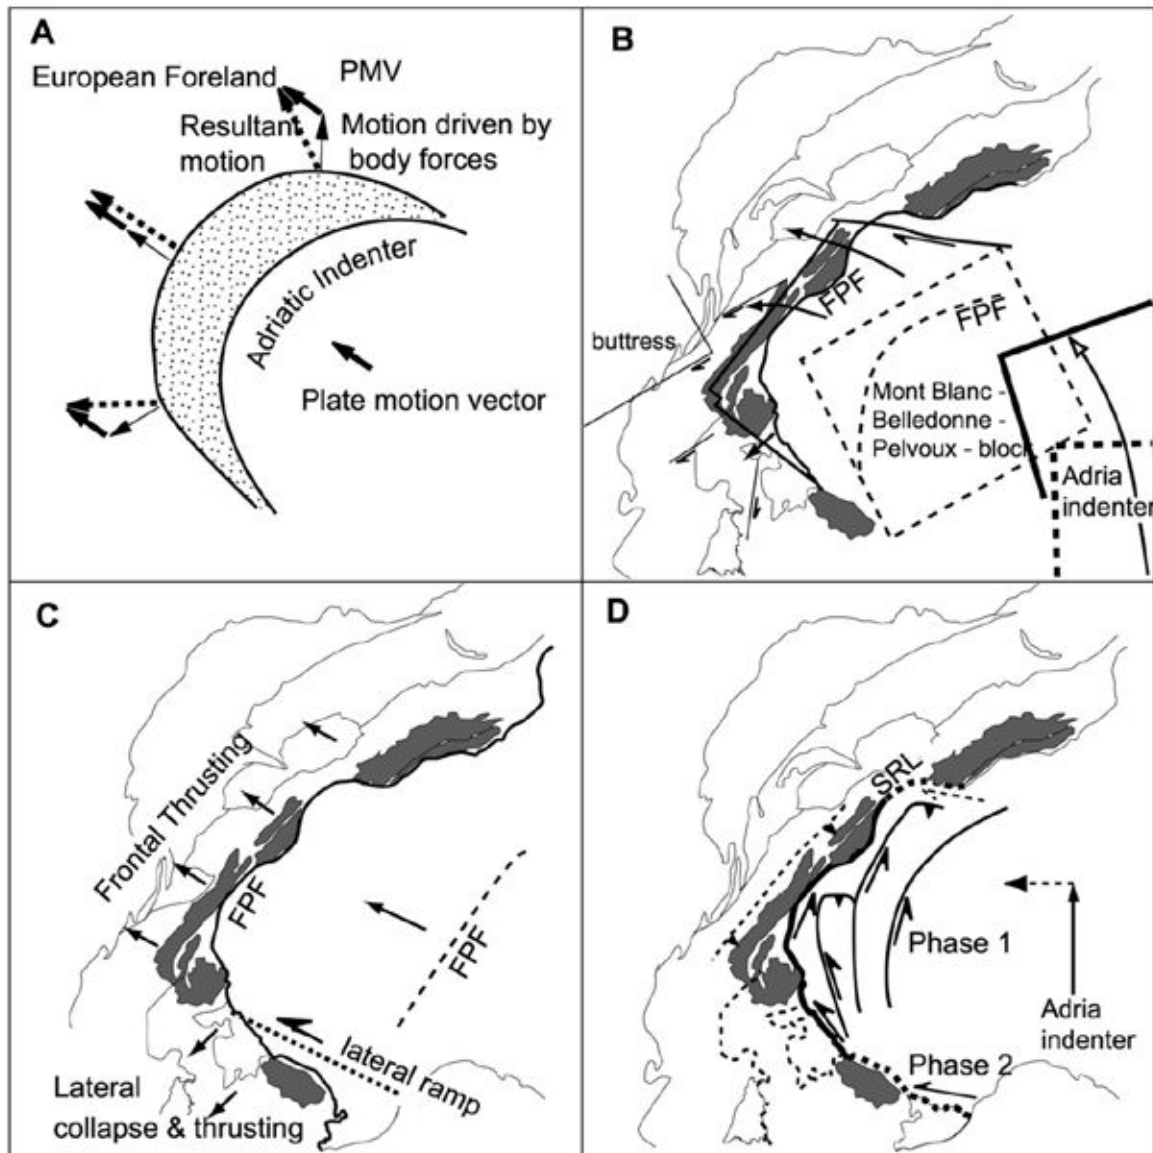 A
European Foreland
PMV
Resultant
motion
Motion driven by
body forces
Adriatic Indenter
Plate motion vector
B
FPF
FPF
buttress
Mont Blanc -
Belledonne -
Pelvoux - block
Adria
indenter
C
Frontal Thrusting
FPF
FPF
lateral ramp
Lateral
collapse & thrusting
D
SRL
Phase 1
Adria
indenter
Phase 2